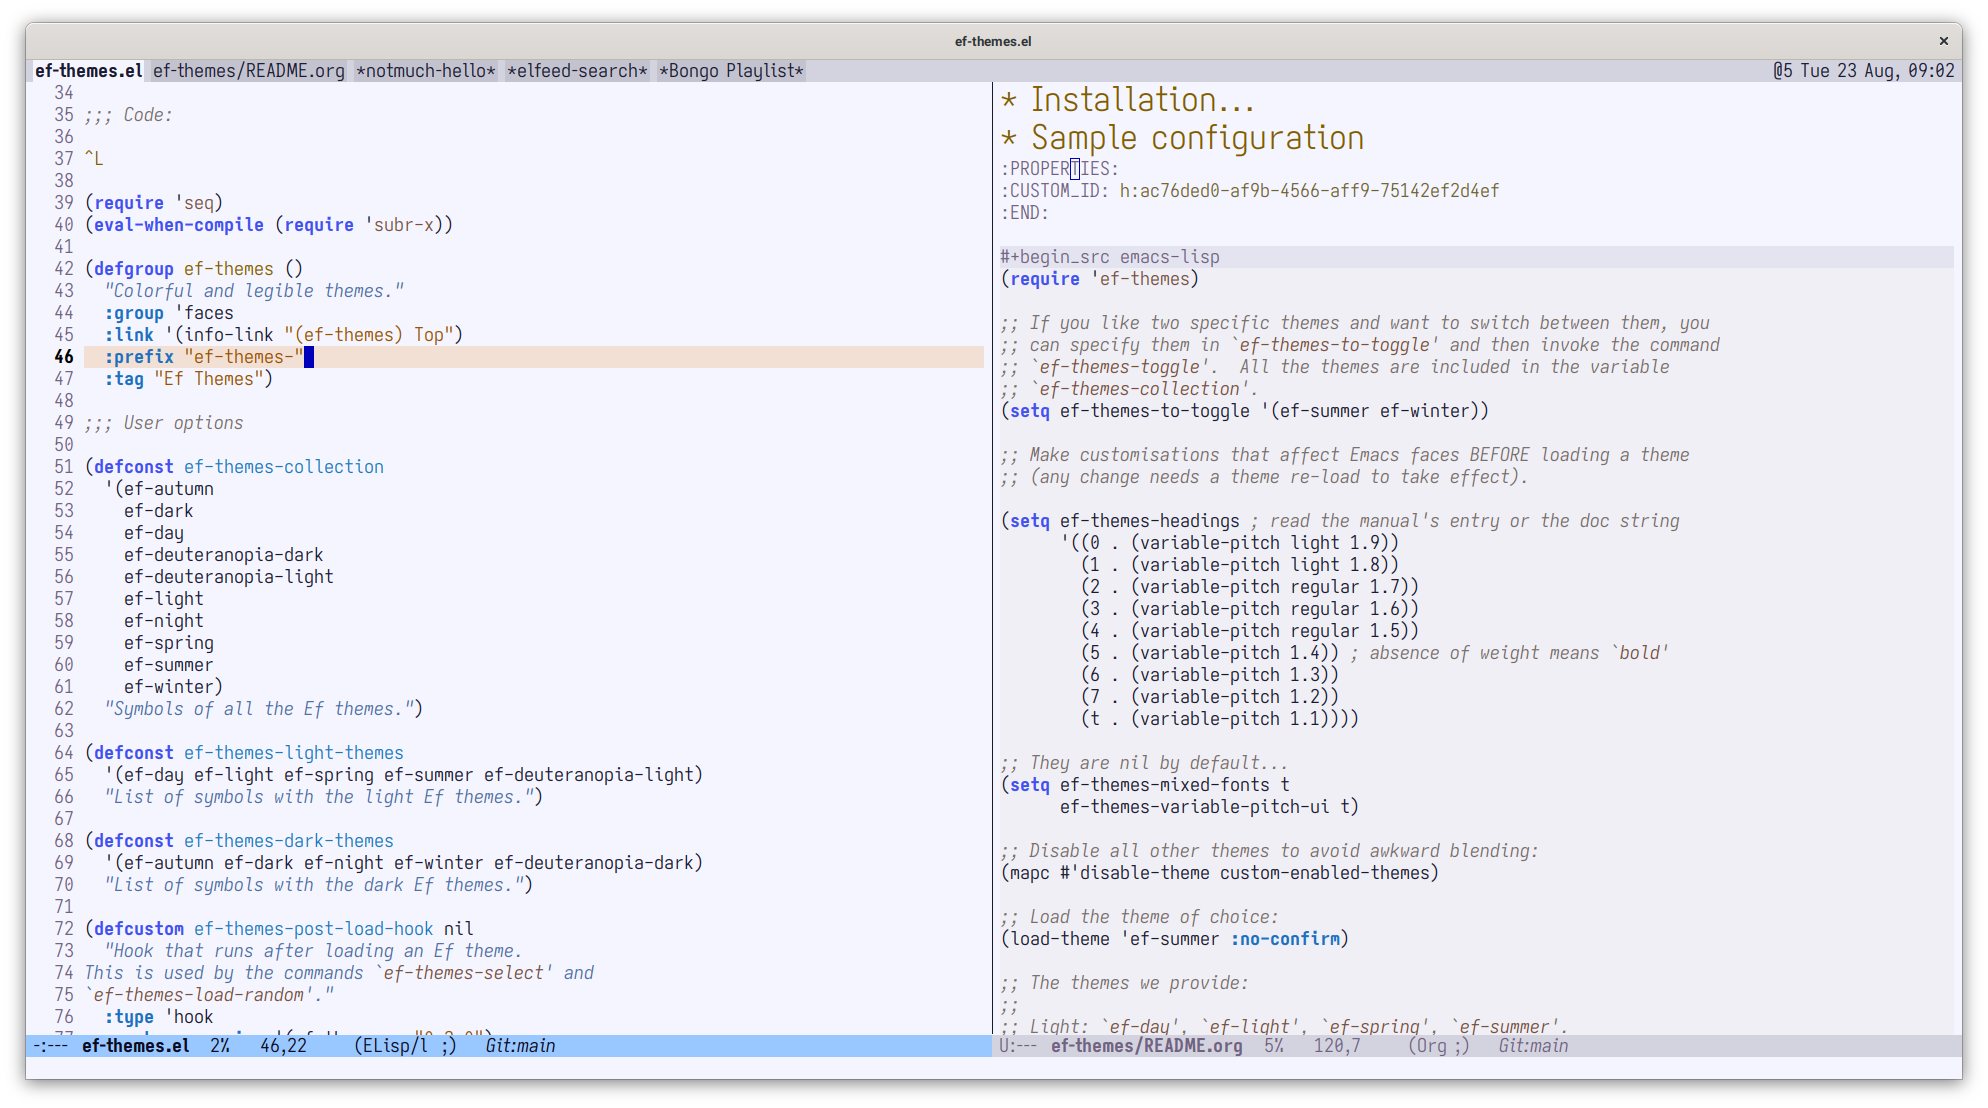 ef-themes.el ×
ef-themes.el ef-themes/README.org *notmuch-hello* *elfeed-search* *Bongo Playlist* @5 Tue 23 Aug, 09:02
34
35 ;;; Code:
36
37 ^L
38
39 (require 'seq)
40 (eval-when-compile (require 'subr-x))
41
42 (defgroup ef-themes ()
43   "Colorful and legible themes."
44   :group 'faces
45   :link '(info-link "(ef-themes) Top")
46   :prefix "ef-themes-"
47   :tag "Ef Themes")
48
49 ;;; User options
50
51 (defconst ef-themes-collection
52   '(ef-autumn
53     ef-dark
54     ef-day
55     ef-deuteranopia-dark
56     ef-deuteranopia-light
57     ef-light
58     ef-night
59     ef-spring
60     ef-summer
61     ef-winter)
62   "Symbols of all the Ef themes.")
63
64 (defconst ef-themes-light-themes
65   '(ef-day ef-light ef-spring ef-summer ef-deuteranopia-light)
66   "List of symbols with the light Ef themes.")
67
68 (defconst ef-themes-dark-themes
69   '(ef-autumn ef-dark ef-night ef-winter ef-deuteranopia-dark)
70   "List of symbols with the dark Ef themes.")
71
72 (defcustom ef-themes-post-load-hook nil
73   "Hook that runs after loading an Ef theme.
74 This is used by the commands `ef-themes-select' and
75 `ef-themes-load-random'."
76   :type 'hook
-:--- ef-themes.el 2% 46,22 (ELisp/l ;) Git:main
* Installation...
* Sample configuration
:PROPERTIES:
:CUSTOM_ID: h:ac76ded0-af9b-4566-aff9-75142ef2d4ef
:END:
#+begin_src emacs-lisp
(require 'ef-themes)
;; If you like two specific themes and want to switch between them, you
;; can specify them in `ef-themes-to-toggle' and then invoke the command
;; `ef-themes-toggle'.  All the themes are included in the variable
;; `ef-themes-collection'.
(setq ef-themes-to-toggle '(ef-summer ef-winter))
;; Make customisations that affect Emacs faces BEFORE loading a theme
;; (any change needs a theme re-load to take effect).
(setq ef-themes-headings ; read the manual's entry or the doc string
      '((0 . (variable-pitch light 1.9))
        (1 . (variable-pitch light 1.8))
        (2 . (variable-pitch regular 1.7))
        (3 . (variable-pitch regular 1.6))
        (4 . (variable-pitch regular 1.5))
        (5 . (variable-pitch 1.4)) ; absence of weight means `bold'
        (6 . (variable-pitch 1.3))
        (7 . (variable-pitch 1.2))
        (t . (variable-pitch 1.1))))
;; They are nil by default...
(setq ef-themes-mixed-fonts t
      ef-themes-variable-pitch-ui t)
;; Disable all other themes to avoid awkward blending:
(mapc #'disable-theme custom-enabled-themes)
;; Load the theme of choice:
(load-theme 'ef-summer :no-confirm)
;; The themes we provide:
;;
;; Light: `ef-day', `ef-light', `ef-spring', `ef-summer'.
U:--- ef-themes/README.org 5% 120,7 (Org ;) Git:main